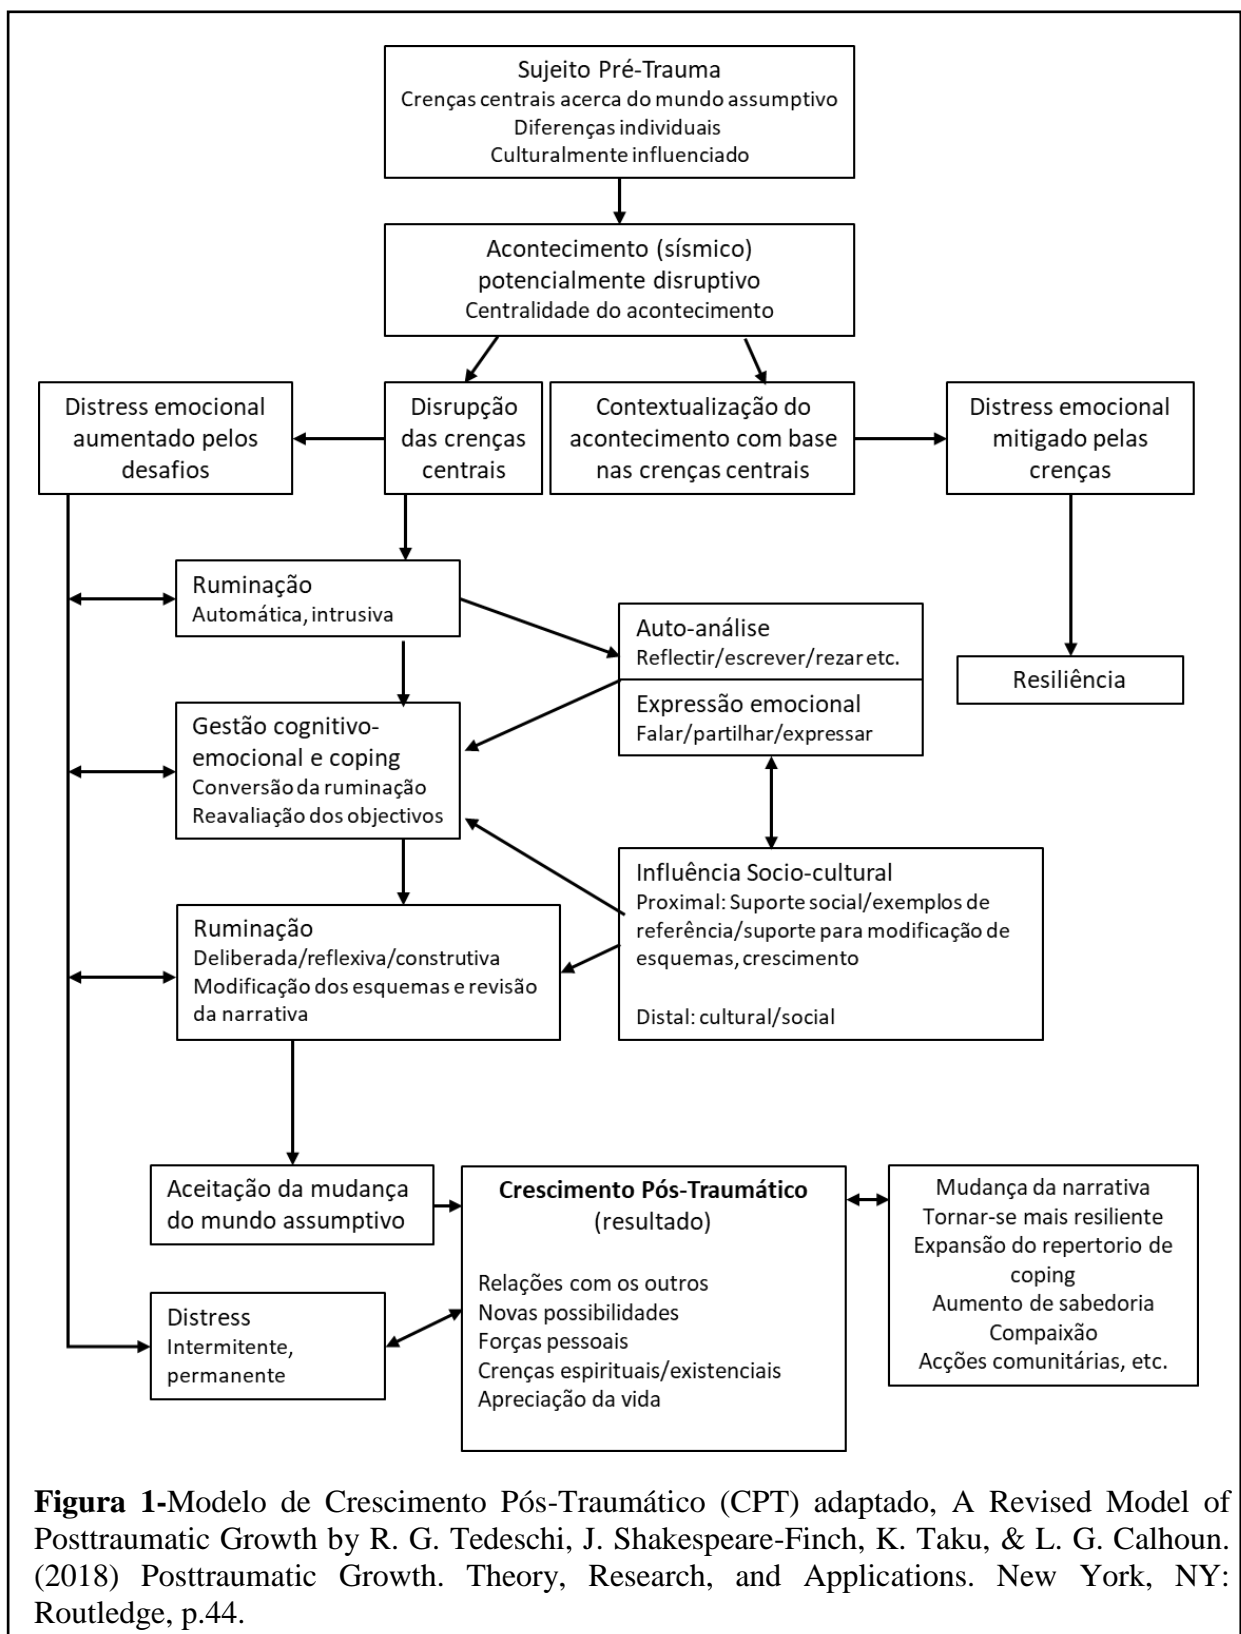 Sujeito Pré-Trauma
Crenças centrais acerca do mundo assumptivo
Diferenças individuais
Culturalmente influenciado
Acontecimento (sísmico)
potencialmente disruptivo
Centralidade do acontecimento
Distress emocional
aumentado pelos
desafios
Disrupção
das crenças
centrais
Contextualização do
acontecimento com base
nas crenças centrais
Distress emocional
mitigado pelas
crenças
Ruminação
Automática, intrusiva
Auto-análise
Reflectir/escrever/rezar etc.
Expressão emocional
Falar/partilhar/expressar
Resiliência
Gestão cognitivo-
emocional e coping
Conversão da ruminação
Reavaliação dos objectivos
Influência Socio-cultural
Proximal: Suporte social/exemplos de
referência/suporte para modificação de
esquemas, crescimento
Distal: cultural/social
Ruminação
Deliberada/reflexiva/construtiva
Modificação dos esquemas e revisão
da narrativa
Aceitação da mudança
do mundo assumptivo
Crescimento Pós-Traumático
(resultado)
Relações com os outros
Novas possibilidades
Forças pessoais
Crenças espirituais/existenciais
Apreciação da vida
Mudança da narrativa
Tornar-se mais resiliente
Expansão do repertorio de
coping
Aumento de sabedoria
Compaixão
Acções comunitárias, etc.
Distress
Intermitente,
permanente
Figura 1-Modelo de Crescimento Pós-Traumático (CPT) adaptado, A Revised Model of
Posttraumatic Growth by R. G. Tedeschi, J. Shakespeare-Finch, K. Taku, & L. G. Calhoun.
(2018) Posttraumatic Growth. Theory, Research, and Applications. New York, NY:
Routledge, p.44.